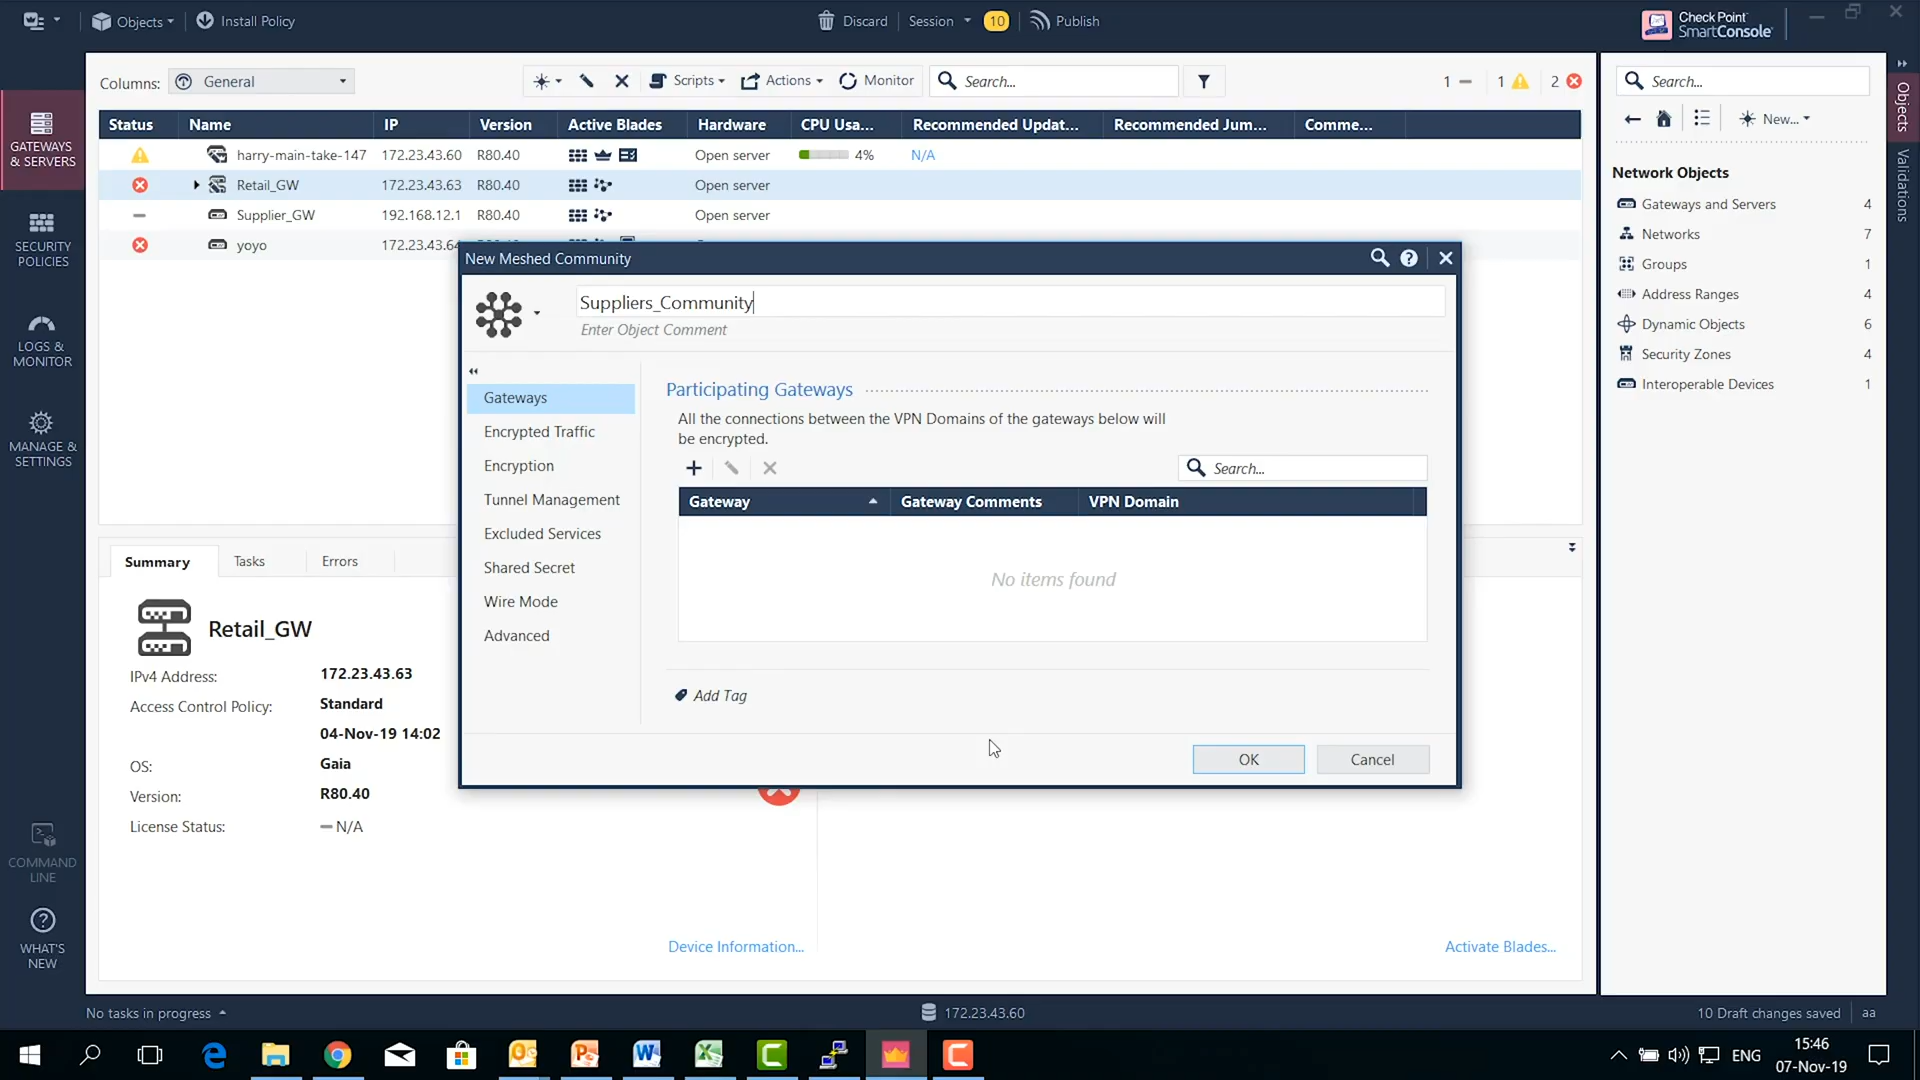 Objects
Install Policy
Discard
Session
10
Publish
Check Point
SmartConsole
Columns:
General
Scripts
Actions
Monitor
Search...
1
1
2
Status Name IP Version Active Blades Hardware CPU Usa... Recommended Updat... Recommended Jum... Comme...
harry-main-take-147 172.23.43.60 R80.40 Open server 4% N/A
Retail_GW 172.23.43.63 R80.40 Open server
Supplier_GW 192.168.12.1 R80.40 Open server
yoyo 172.23.43.64
GATEWAYS
& SERVERS
SECURITY
POLICIES
LOGS &
MONITOR
MANAGE &
SETTINGS
COMMAND
LINE
WHAT'S
NEW
New Meshed Community
Suppliers_Community
Enter Object Comment
Gateways
Encrypted Traffic
Encryption
Tunnel Management
Excluded Services
Shared Secret
Wire Mode
Advanced
Participating Gateways
All the connections between the VPN Domains of the gateways below will
be encrypted.
Search...
Gateway Gateway Comments VPN Domain
No items found
Add Tag
OK
Cancel
Summary
Tasks
Errors
Retail_GW
IPv4 Address: 172.23.43.63
Access Control Policy: Standard
04-Nov-19 14:02
OS: Gaia
Version: R80.40
License Status: N/A
Device Information...
Activate Blades...
Search...
New...
Network Objects
Gateways and Servers 4
Networks 7
Groups 1
Address Ranges 4
Dynamic Objects 6
Security Zones 4
Interoperable Devices 1
Objects
Validations
No tasks in progress
172.23.43.60
10 Draft changes saved
aa
ENG
15:46
07-Nov-19